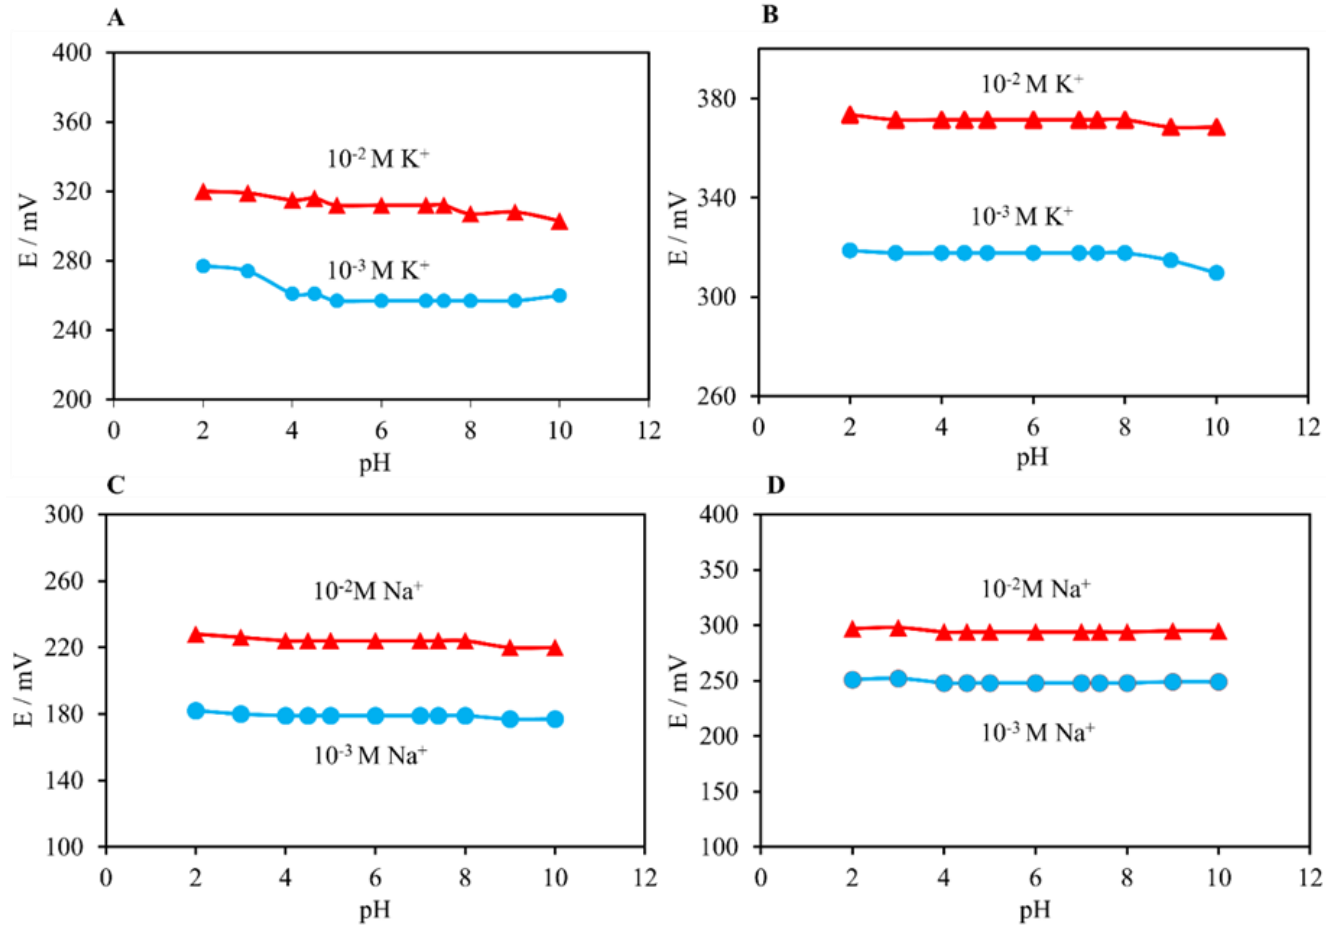 A
400
360
320
280
240
200
E / mV
10⁻² M K⁺
10⁻³ M K⁺
0 2 4 6 8 10 12
pH
B
380
340
300
260
E / mV
10⁻² M K⁺
10⁻³ M K⁺
0 2 4 6 8 10 12
pH
C
300
260
220
180
140
100
E / mV
10⁻²M Na⁺
10⁻³ M Na⁺
0 2 4 6 8 10 12
pH
D
400
350
300
250
200
150
100
E / mV
10⁻²M Na⁺
10⁻³ M Na⁺
0 2 4 6 8 10 12
pH